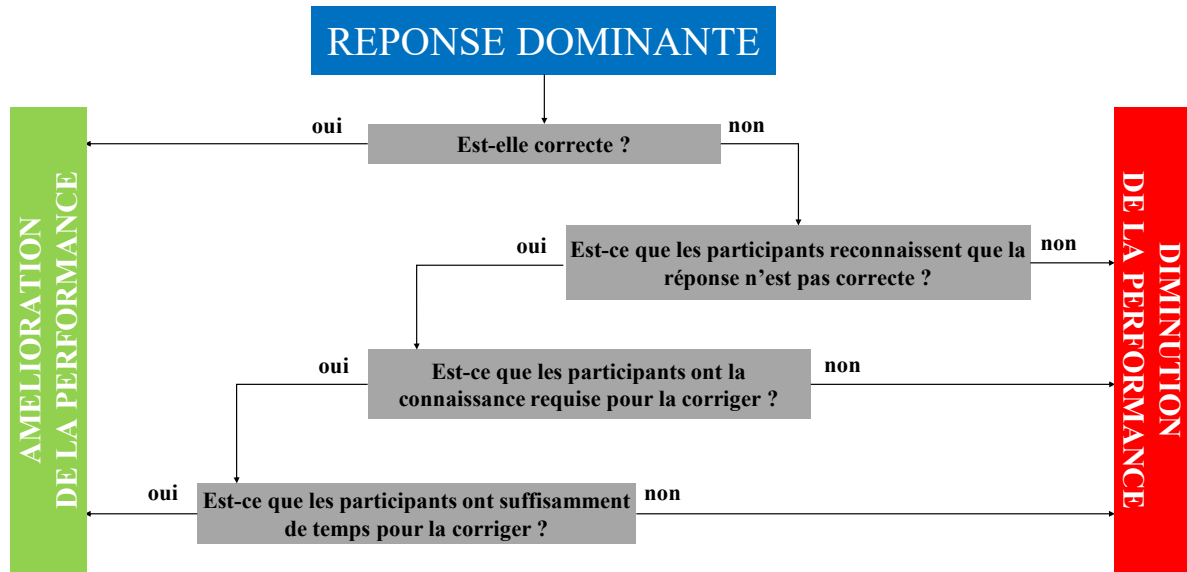 REPONSE DOMINANTE
oui
Est-elle correcte ?
non
AMELIORATION
DE LA PERFORMANCE
DIMINUTION
DE LA PERFORMANCE
oui
Est-ce que les participants reconnaissent que la
réponse n’est pas correcte ?
non
oui
Est-ce que les participants ont la
connaissance requise pour la corriger ?
non
oui
Est-ce que les participants ont suffisamment
de temps pour la corriger ?
non